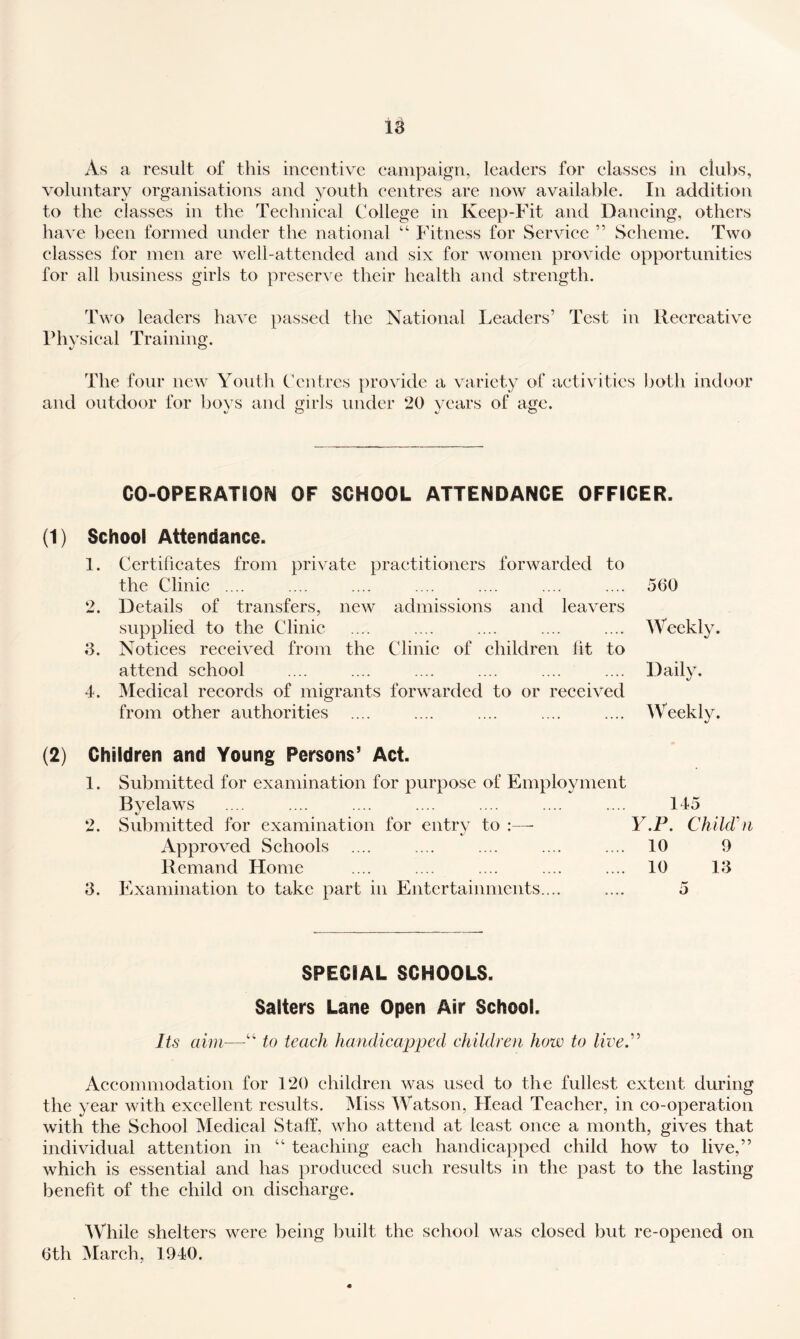 13
As a result of this incentive campaign, leaders for classes in clubs,
voluntary organisations and youth centres are now available. In addition
to the classes in the Technical College in Keep-Fit and Dancing, others
have been formed under the national “ Fitness for Service ” Scheme. Two
classes for men are well-attended and six for women provide opportunities
for all business girls to preserve their health and strength.
Two leaders have passed the National Leaders’ Test in Recreative
Physical Training.
The four new Youth Centres provide a variety of activities both indoor
and outdoor for boys and girls under 20 years of age.
CO-OPERATION OF SCHOOL ATTENDANCE OFFICER.
(1) School Attendance.
1. Certificates from private practitioners forwarded to
the Clinic .... .... .... .... .... .... .... 560
2. Details of transfers, new admissions and leavers
supplied to the Clinic .... .... .... .... .... Weekly.
3. Notices received from the Clinic of children fit to
attend school .... .... .... .... .... .... Daily.
4. Medical records of migrants forwarded to or received
from other authorities .... .... .... .... .... Weekly.
(2) Children and Young Persons’ Act.
1. Submitted for examination for purpose of Employment
Byelaws .... .... .... .... .... .... .... 145
2. Submitted for examination for entry to :— Y.P. Child’n
Approved Schools .... .... .... .... .... 10 9
Remand Home .... .... .... .... .... 10 13
3. Examination to take part in Entertainments.... .... 5
SPECIAL SCHOOLS.
Salters Lane Open Air School.
Its aim—“ to teach handicapped children how to live.”
Accommodation for 120 children was used to the fullest extent during
the year with excellent results. Miss Watson, Head Teacher, in co-operation
with the School Medical Staff, who attend at least once a month, gives that
individual attention in “ teaching each handicapped child how to live,”
which is essential and has produced such results in the past to the lasting
benefit of the child on discharge.
While shelters were being built the school was closed but re-opened on
6th March, 1940.